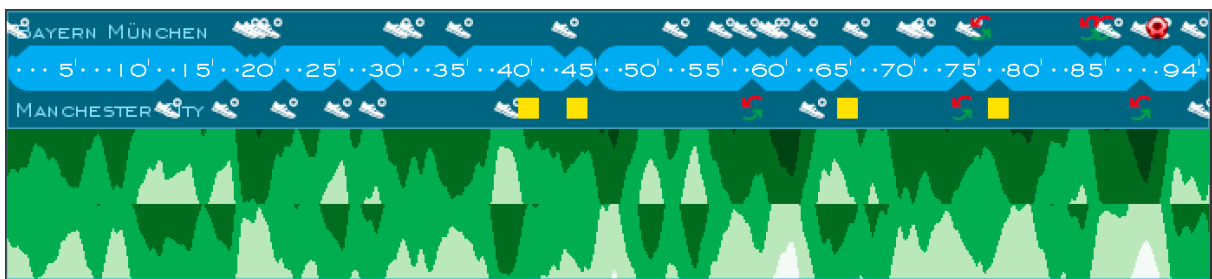 BAYERN MÜNCHEN
5' 10' 15' 20' 25' 30' 35' 40' 45' 50' 55' 60' 65' 70' 75' 80' 85' 94'
MANCHESTER CITY